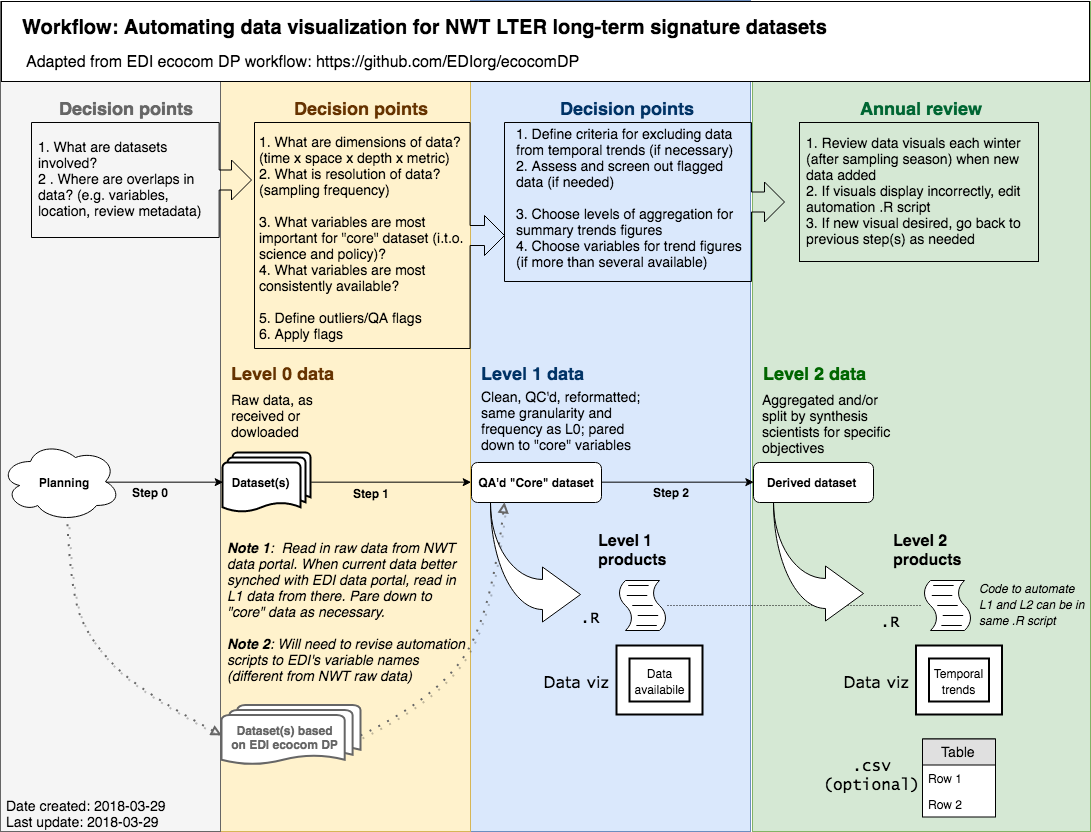 Workflow: Automating data visualization for NWT LTER long-term signature datasets
Adapted from EDI ecocom DP workflow: https://github.com/EDIorg/ecocomDP
Decision points
1. What are datasets
involved?
2 . Where are overlaps in
data? (e.g. variables,
location, review metadata)
Decision points
1. What are dimensions of data?
(time x space x depth x metric)
2. What is resolution of data?
(sampling frequency)
3. What variables are most
important for "core" dataset (i.t.o.
science and policy)?
4. What variables are most
consistently available?
5. Define outliers/QA flags
6. Apply flags
Decision points
1. Define criteria for excluding data
from temporal trends (if necessary)
2. Assess and screen out flagged
data (if needed)
3. Choose levels of aggregation for
summary trends figures
4. Choose variables for trend figures
(if more than several available)
Annual review
1. Review data visuals each winter
(after sampling season) when new
data added
2. If visuals display incorrectly, edit
automation .R script
3. If new visual desired, go back to
previous step(s) as needed
Level 0 data
Raw data, as
received or
dowloaded
Level 1 data
Clean, QC'd, reformatted;
same granularity and
frequency as L0; pared
down to "core" variables
Level 2 data
Aggregated and/or
split by synthesis
scientists for specific
objectives
Planning
Step 0
Dataset(s)
Step 1
QA'd "Core" dataset
Step 2
Derived dataset
Note 1:  Read in raw data from NWT
data portal. When current data better
synched with EDI data portal, read in
L1 data from there. Pare down to
"core" data as necessary.
Note 2: Will need to revise automation
scripts to EDI's variable names
(different from NWT raw data)
Dataset(s) based
on EDI ecocom DP
Level 1
products
.R
Data viz
Data
availabile
Level 2
products
.R
Code to automate
L1 and L2 can be in
same .R script
Data viz
Temporal
trends
.csv
(optional)
Table
Row 1
Row 2
Date created: 2018-03-29
Last update: 2018-03-29